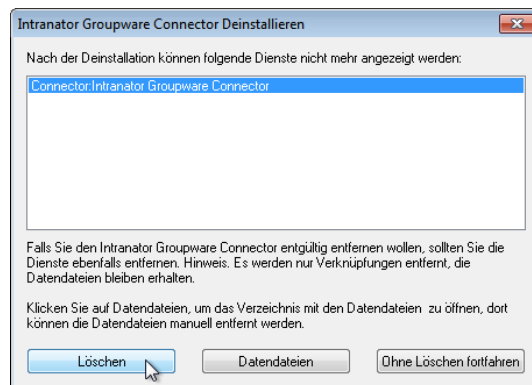 Intranator Groupware Connector Deinstallieren
Nach der Deinstallation können folgende Dienste nicht mehr angezeigt werden:
Connector:Intranator Groupware Connector
Falls Sie den Intranator Groupware Connector entgültig entfernen wollen, sollten Sie die
Dienste ebenfalls entfernen. Hinweis. Es werden nur Verknüpfungen entfernt, die
Datendateien bleiben erhalten.
Klicken Sie auf Datendateien, um das Verzeichnis mit den Datendateien zu öffnen, dort
können die Datendateien manuell entfernt werden.
Löschen
Datendateien
Ohne Löschen fortfahren